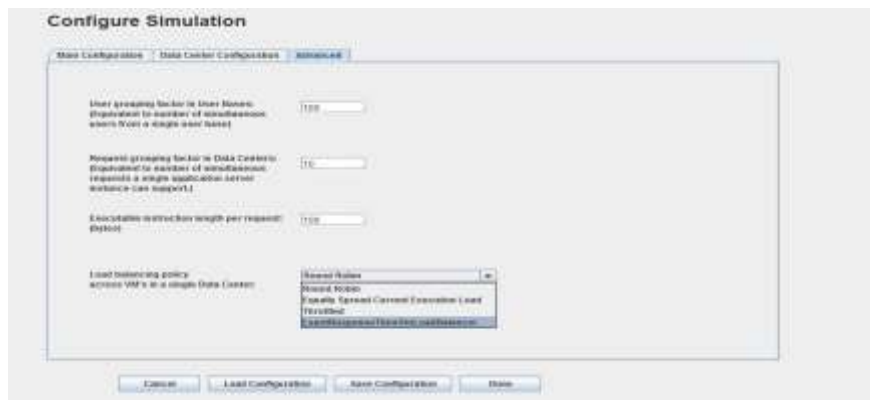 Configure Simulation
Main Configuration Data Center Configuration Advanced
User grouping factor in User Bases:
(Equivalent to number of simultaneous
users from a single user base)
100
Request grouping factor in Data Centers:
(Equivalent to number of simultaneous
requests a single application server
instance can support.)
10
Executable instruction length per request:
(bytes)
100
Load balancing policy
across VM's in a single Data Center:
Round Robin
Round Robin
Equally Spread Current Execution Load
Throttled
Cancel Load Configuration Save Configuration Done